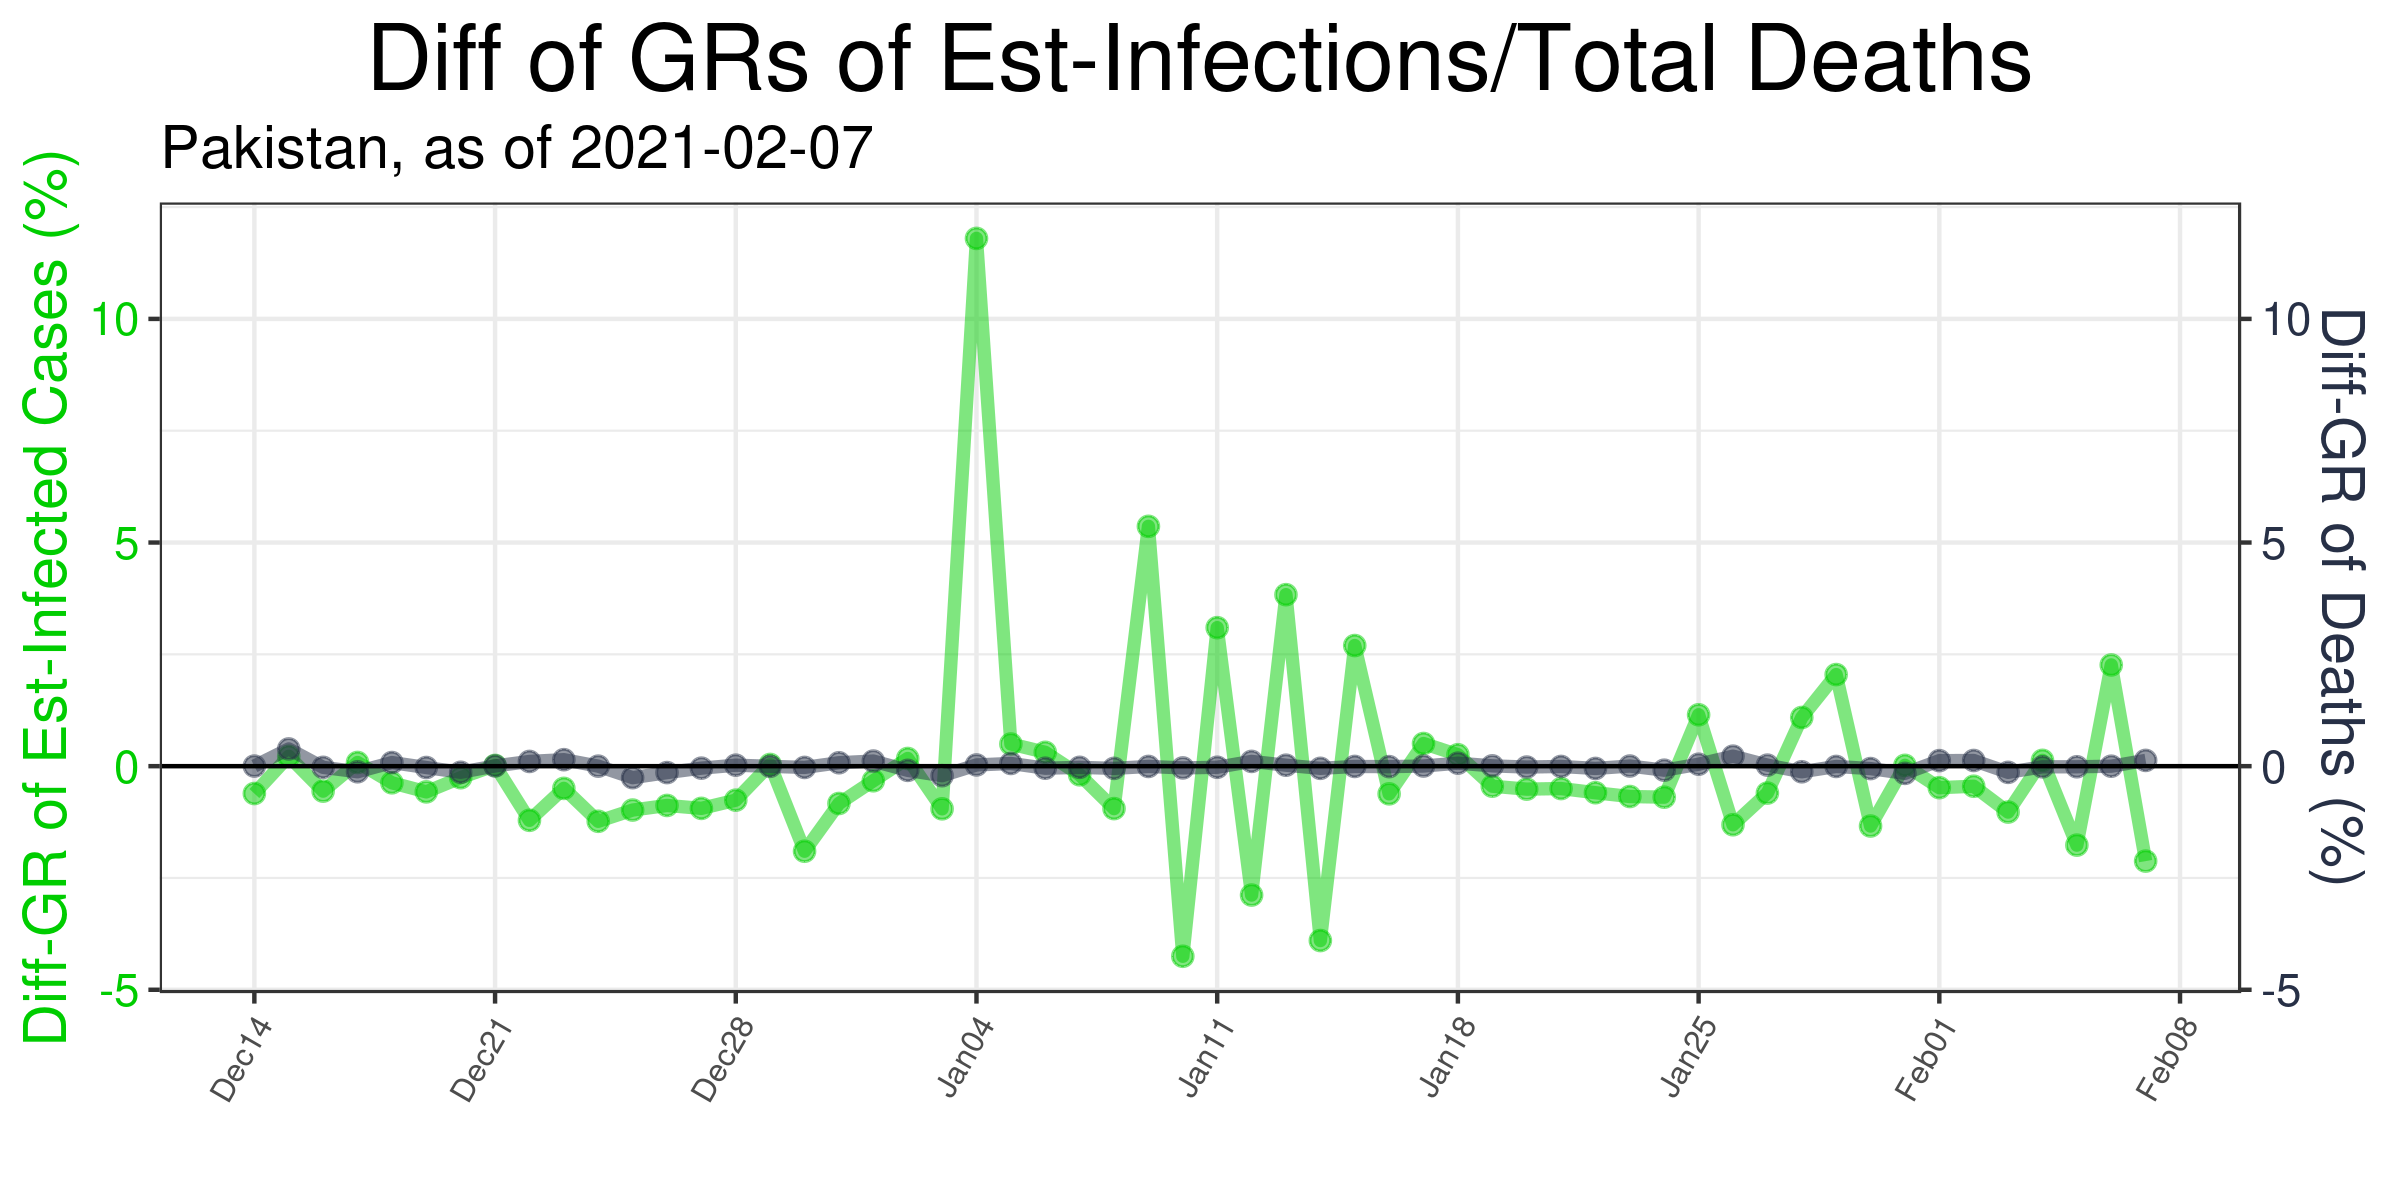 Diff of GRs of Est-Infections/Total Deaths
Pakistan, as of 2021-02-07
Diff-GR of Est-Infected Cases (%)
10
5
0
-5
10
5
0
-5
Diff-GR of Deaths (%)
Dec14
Dec21
Dec28
Jan04
Jan11
Jan18
Jan25
Feb01
Feb08